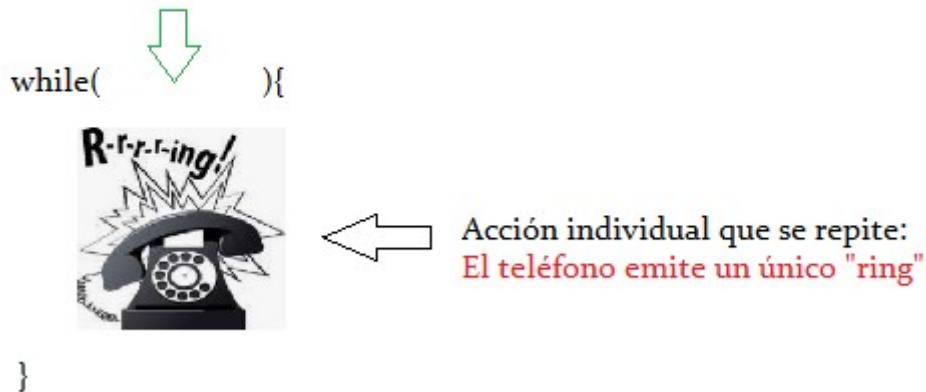 while( ){
R-r-r-r-ing!
Acción individual que se repite:
El teléfono emite un único "ring"
}